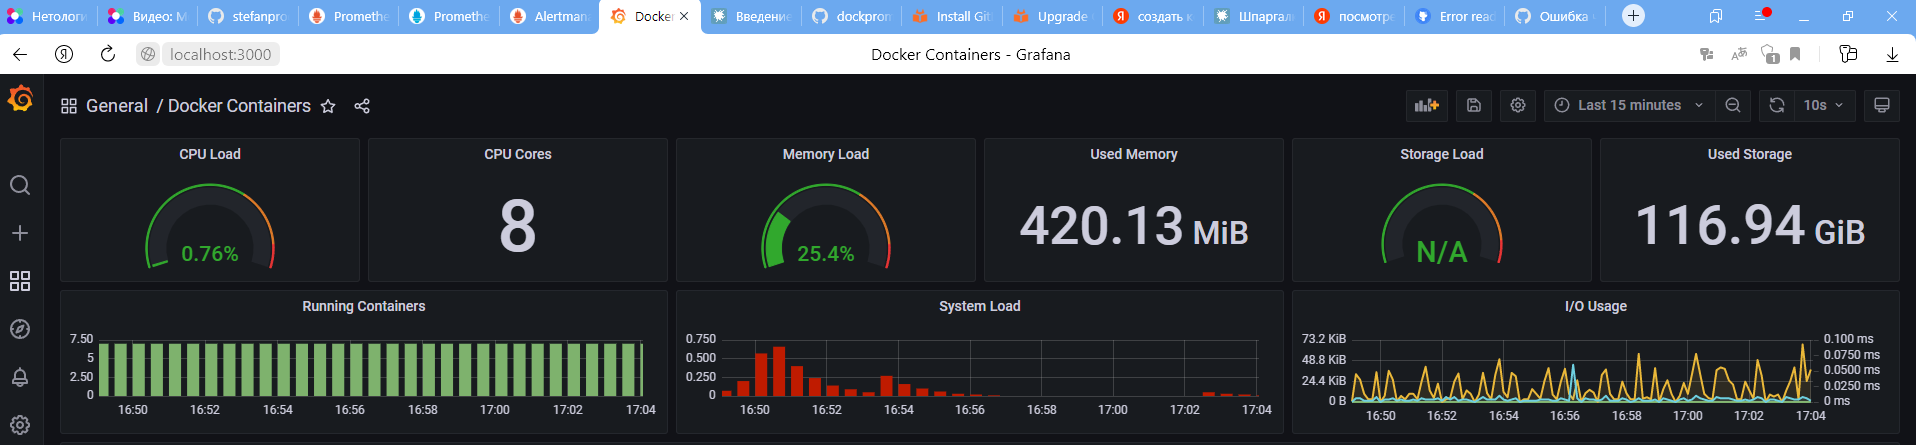 Нетологи
Видео: М
stefanpro
Promethe
Promethe
Alertmana
Docker
Введение
dockprom
Install Git
Upgrade
создать к
Шпаргал
посмотре
Error read
Ошибка
localhost:3000
Docker Containers - Grafana
1
General / Docker Containers
Last 15 minutes
10s
CPU Load
CPU Cores
Memory Load
Used Memory
Storage Load
Used Storage
0.76%
8
25.4%
420.13 MiB
N/A
116.94 GiB
Running Containers
7.50
5
2.50
0
16:50 16:52 16:54 16:56 16:58 17:00 17:02 17:04
System Load
0.750
0.500
0.250
0
16:50 16:52 16:54 16:56 16:58 17:00 17:02 17:04
I/O Usage
73.2 KiB
48.8 KiB
24.4 KiB
0 B
0.100 ms
0.0750 ms
0.0500 ms
0.0250 ms
0 ms
16:50 16:52 16:54 16:56 16:58 17:00 17:02 17:04